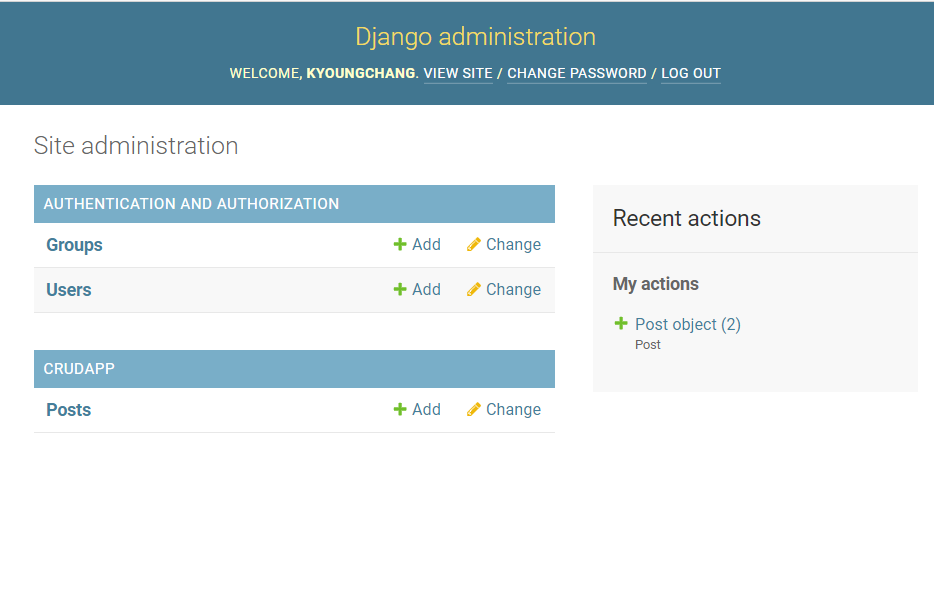 Django administration
WELCOME, KYOUNGCHANG. VIEW SITE / CHANGE PASSWORD / LOG OUT
Site administration
AUTHENTICATION AND AUTHORIZATION
Groups Add Change
Users Add Change
CRUDAPP
Posts Add Change
Recent actions
My actions
Post object (2)
Post